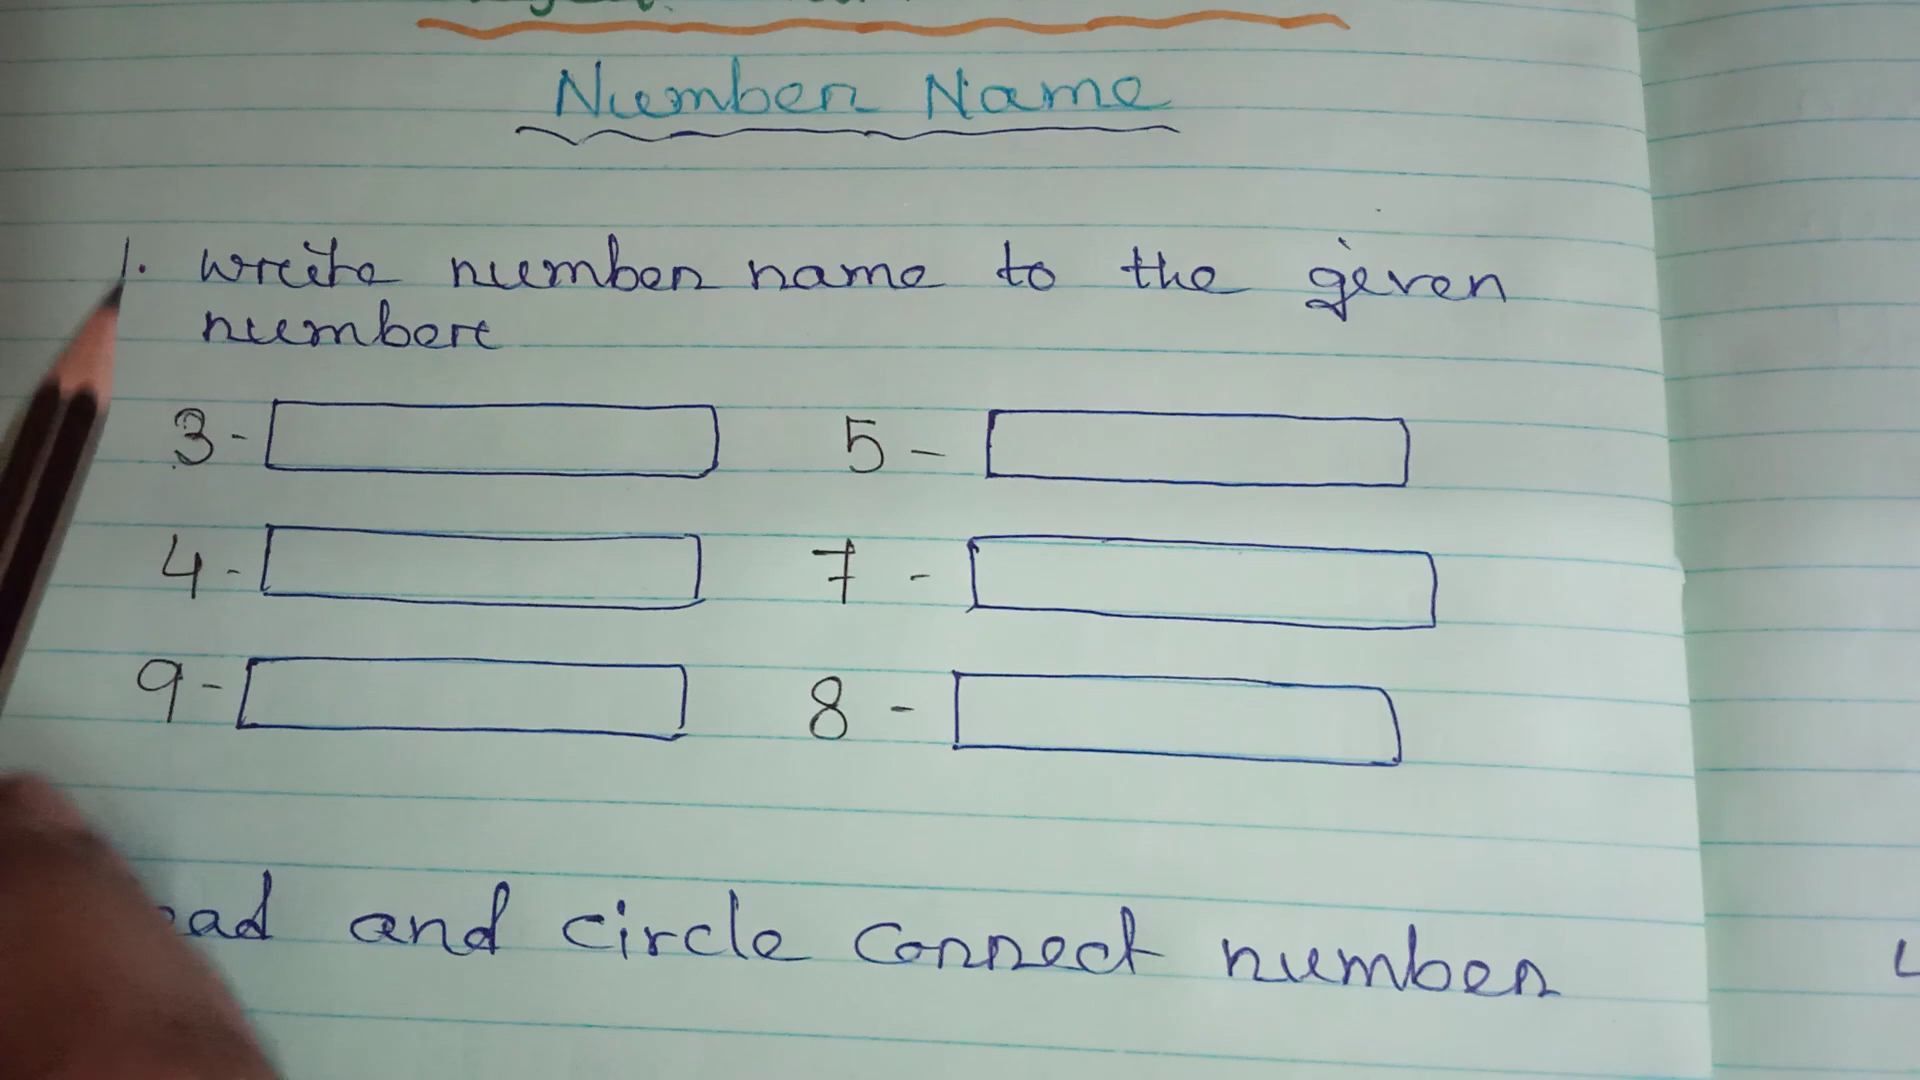 Number Name
1. write number name to the given
number
3 - 5 -
4 - 7 -
9 - 8 -
and circle correct number